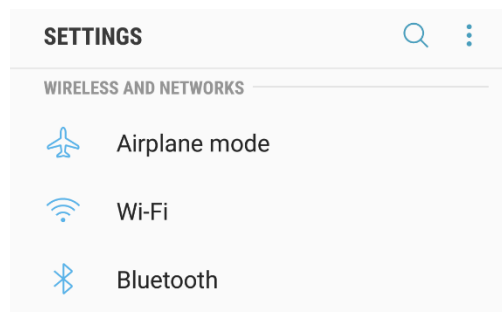 SETTINGS
WIRELESS AND NETWORKS
Airplane mode
Wi-Fi
Bluetooth